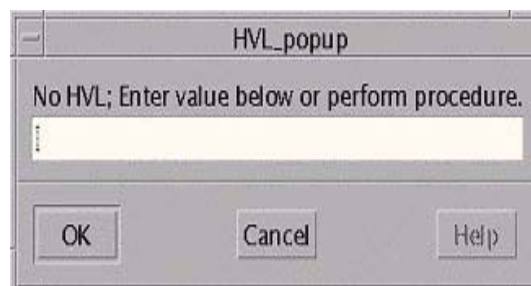 HVL_popup
No HVL; Enter value below or perform procedure.
OK
Cancel
Help